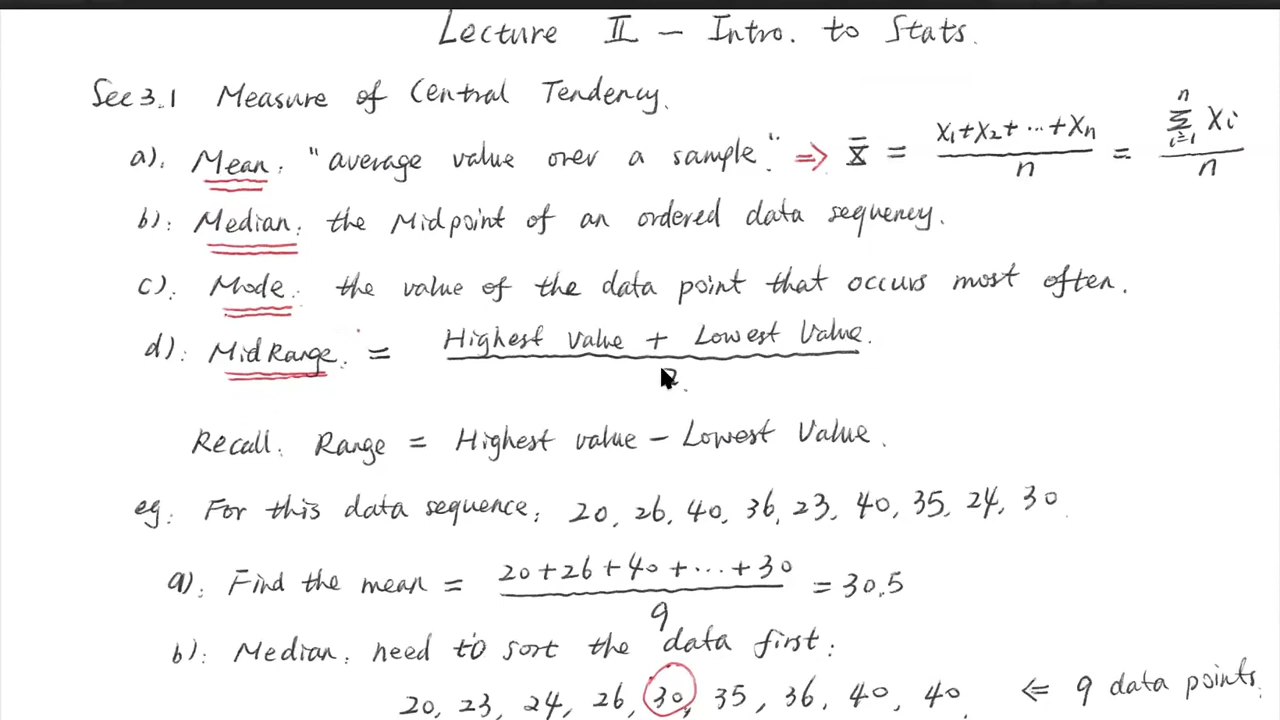 Lecture II – Intro. to Stats.
Sec 3.1 Measure of Central Tendency.
a). Mean: "average value over a sample." ⇒ x̄ = (x₁+x₂+...+xₙ)/n = (Σᵢ₌₁ⁿ xᵢ)/n
b): Median: the Midpoint of an ordered data sequency.
c). Mode: the value of the data point that occurs most often.
d): MidRange. = (Highest value + Lowest Value.)/2.
Recall. Range = Highest value – Lowest Value.
eg: For this data sequence: 20, 26, 40, 36, 23, 40, 35, 24, 30
a): Find the mean = (20+26+40+...+30)/9 = 30.5
b): Median: need to sort the data first:
20, 23, 24, 26, 30, 35, 36, 40, 40. ⇐ 9 data points.